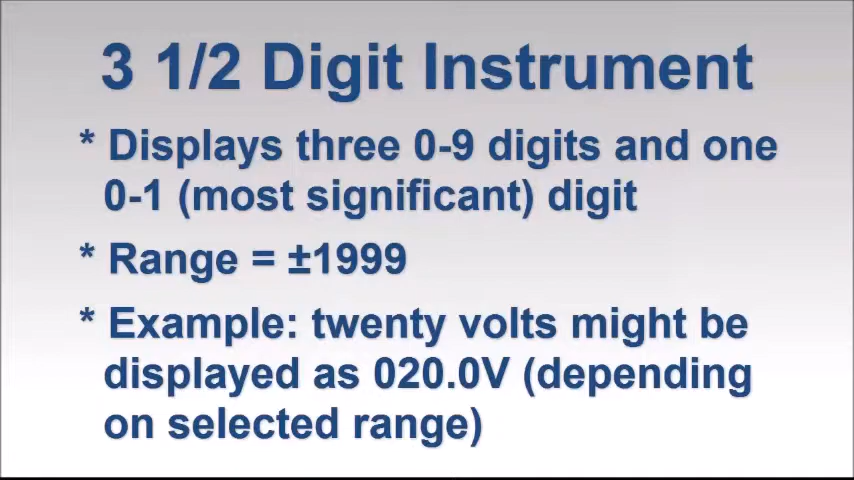 3 1/2 Digit Instrument
* Displays three 0-9 digits and one
0-1 (most significant) digit
* Range = ±1999
* Example: twenty volts might be
displayed as 020.0V (depending
on selected range)